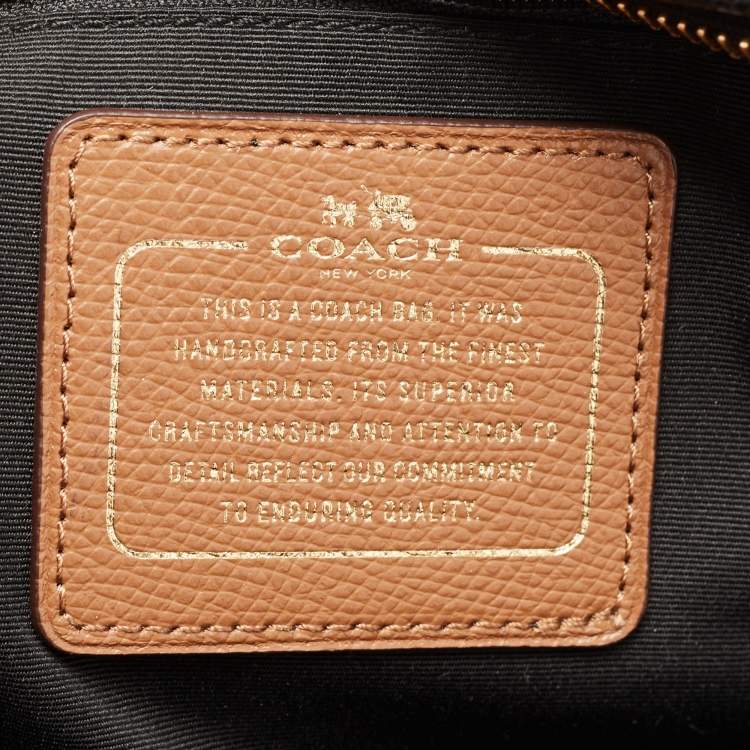 COACH
NEW YORK
THIS IS A COACH BAG. IT WAS
HANDCRAFTED FROM THE FINEST
MATERIALS. ITS SUPERIOR
CRAFTSMANSHIP AND ATTENTION TO
DETAIL REFLECT OUR COMMITMENT
TO ENDURING QUALITY.